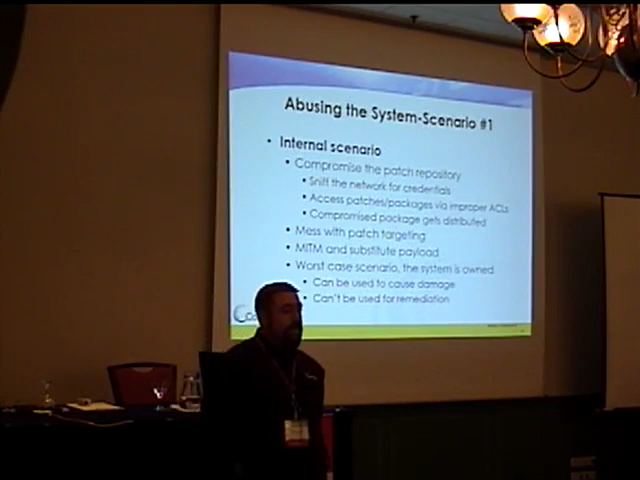 Abusing the System-Scenario #1
• Internal scenario
• Compromise the patch repository
• Sniff the network for credentials
• Access patches/packages via improper ACLs
• Compromised package gets distributed
• Mess with patch targeting
• MITM and substitute payload
• Worst case scenario, the system is owned
• Can be used to cause damage
• Can't be used for remediation